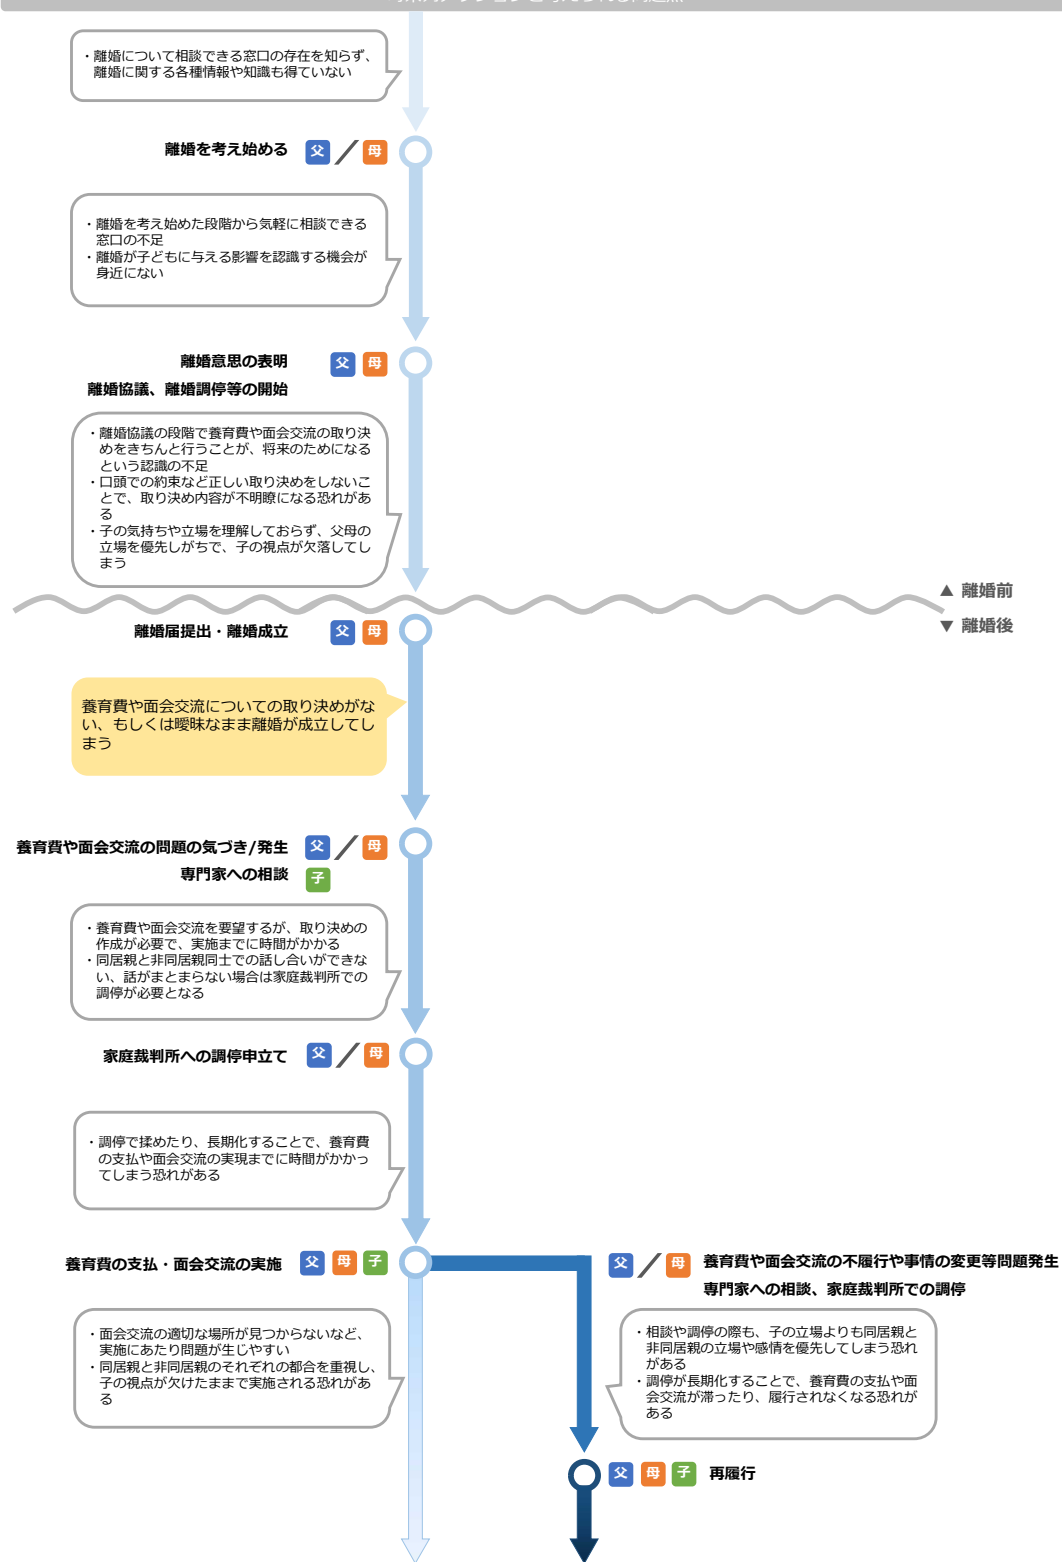 ・離婚について相談できる窓口の存在を知らず、
離婚に関する各種情報や知識も得ていない
離婚を考え始める 父／母
・離婚を考え始めた段階から気軽に相談できる
窓口の不足
・離婚が子どもに与える影響を認識する機会が
身近にない
離婚意思の表明 父 母
離婚協議、離婚調停等の開始
・離婚協議の段階で養育費や面会交流の取り決
めをきちんと行うことが、将来のためになる
という認識の不足
・口頭での約束など正しい取り決めをしないこ
とで、取り決め内容が不明瞭になる恐れがあ
る
・子の気持ちや立場を理解しておらず、父母の
立場を優先しがちで、子の視点が欠落してし
まう
▲ 離婚前
▼ 離婚後
離婚届提出・離婚成立 父 母
養育費や面会交流についての取り決めがな
い、もしくは曖昧なまま離婚が成立してし
まう
養育費や面会交流の問題の気づき/発生 父／母
専門家への相談 子
・養育費や面会交流を要望するが、取り決めの
作成が必要で、実施までに時間がかかる
・同居親と非同居親同士での話し合いができな
い、話がまとまらない場合は家庭裁判所での
調停が必要となる
家庭裁判所への調停申立て 父／母
・調停で揉めたり、長期化することで、養育費
の支払や面会交流の実現までに時間がかかっ
てしまう恐れがある
養育費の支払・面会交流の実施 父 母 子
・面会交流の適切な場所が見つからないなど、
実施にあたり問題が生じやすい
・同居親と非同居親のそれぞれの都合を重視し、
子の視点が欠けたままで実施される恐れがあ
る
父／母 養育費や面会交流の不履行や事情の変更等問題発生
専門家への相談、家庭裁判所での調停
・相談や調停の際も、子の立場よりも同居親と
非同居親の立場や感情を優先してしまう恐れ
がある
・調停が長期化することで、養育費の支払や面
会交流が滞ったり、履行されなくなる恐れが
ある
父 母 子 再履行